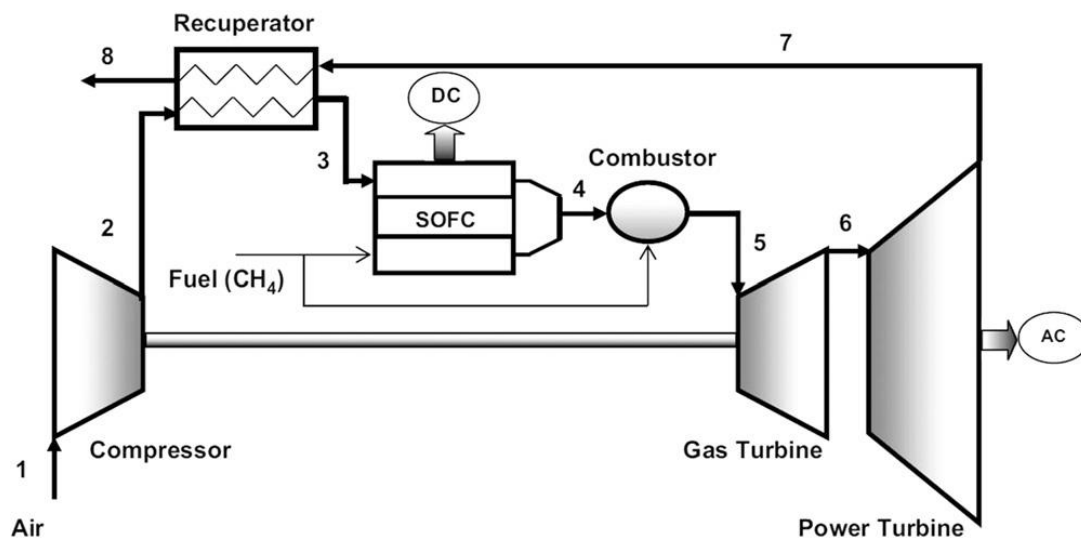 Recuperator
8
7
DC
3
Combustor
4
2
SOFC
5
6
Fuel (CH₄)
AC
Compressor
Gas Turbine
1
Air
Power Turbine